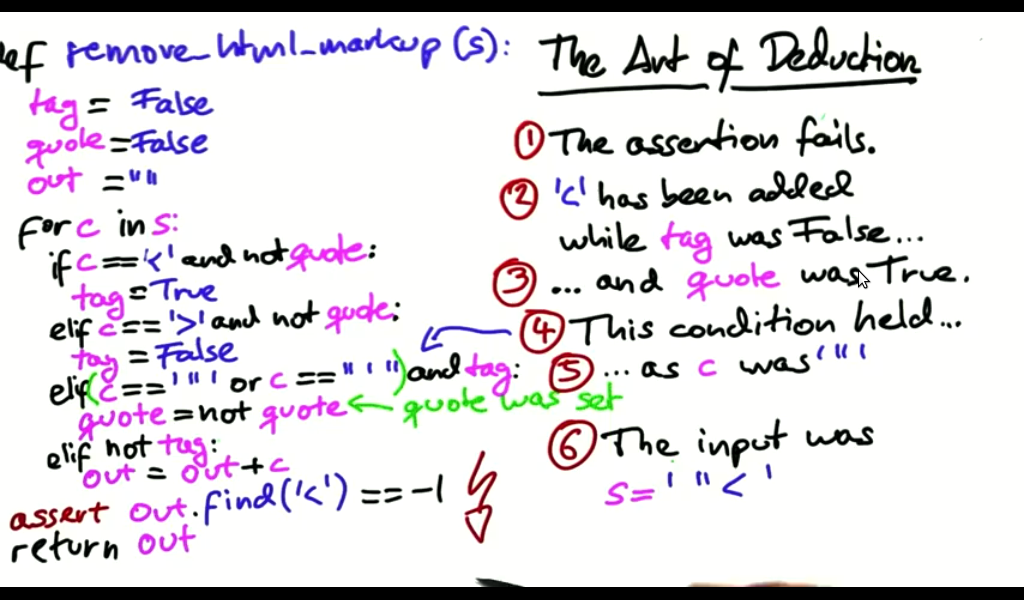 ef remove_html_markup (s):
tag = False
quote = False
out = ""
for c in s:
if c == '<' and not quote:
tag = True
elif c == '>' and not quote:
tag = False
elif (c == '"' or c == "'") and tag:
quote = not quote ← quote was set
elif not tag:
out = out + c
assert out.find('<') == -1
return out
The Art of Deduction
① The assertion fails.
② '<' has been added
while tag was False...
③ ... and quote was True.
④ This condition held...
⑤ ... as c was '"'
⑥ The input was
s = '"<'